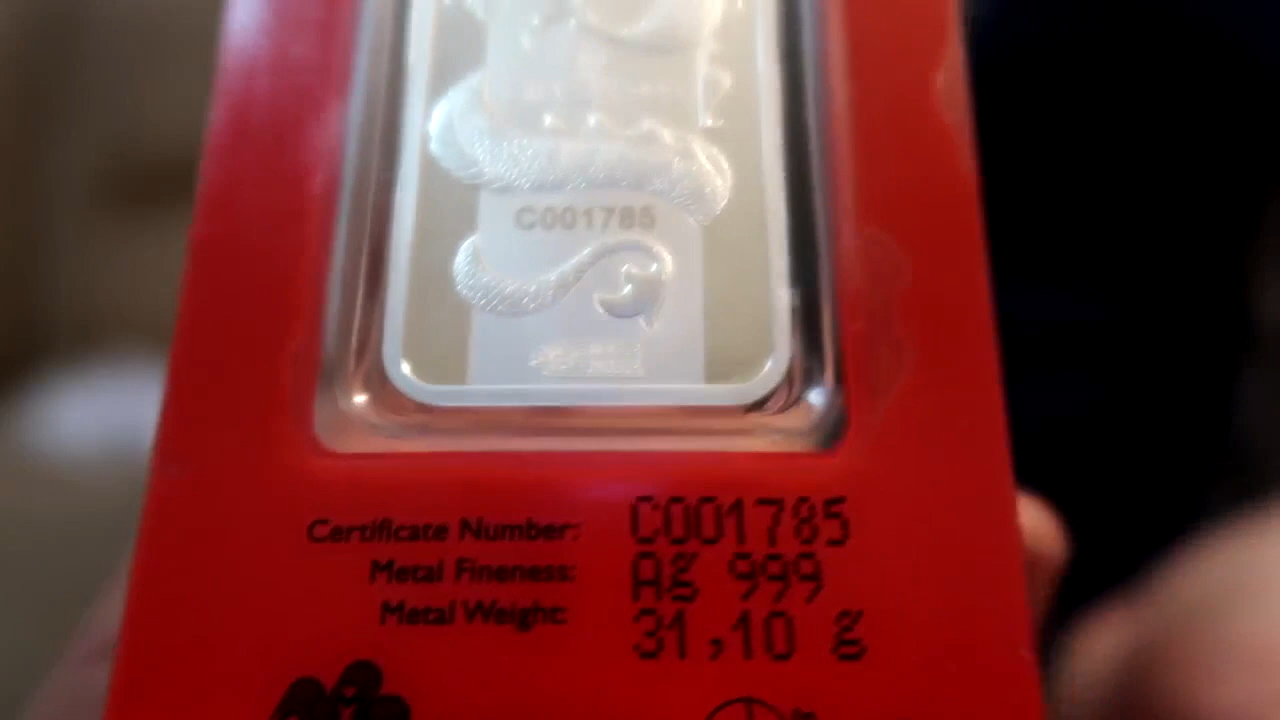 C001785
Certificate Number: C001785
Metal Fineness: Ag 999
Metal Weight: 31,10 g